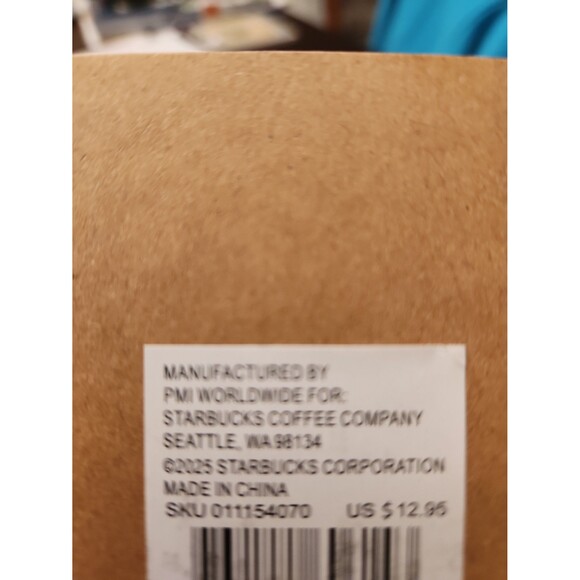 MANUFACTURED BY
PMI WORLDWIDE FOR:
STARBUCKS COFFEE COMPANY
SEATTLE, WA 98134
©2025 STARBUCKS CORPORATION
MADE IN CHINA
SKU 011154070 US $12.95